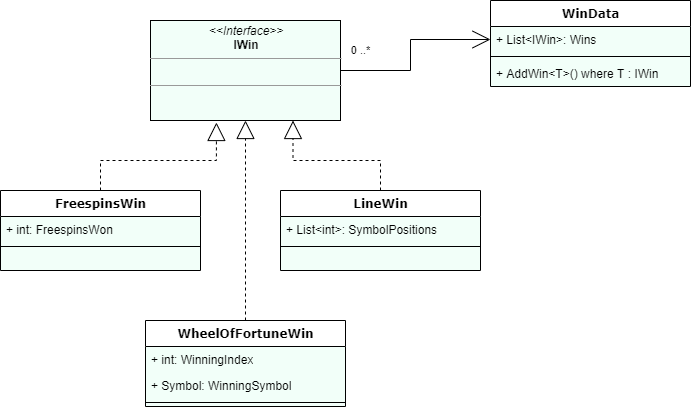 <<Interface>>
IWin
0 ..*
WinData
+ List<IWin>: Wins
+ AddWin<T>() where T : IWin
FreespinsWin
+ int: FreespinsWon
LineWin
+ List<int>: SymbolPositions
WheelOfFortuneWin
+ int: WinningIndex
+ Symbol: WinningSymbol